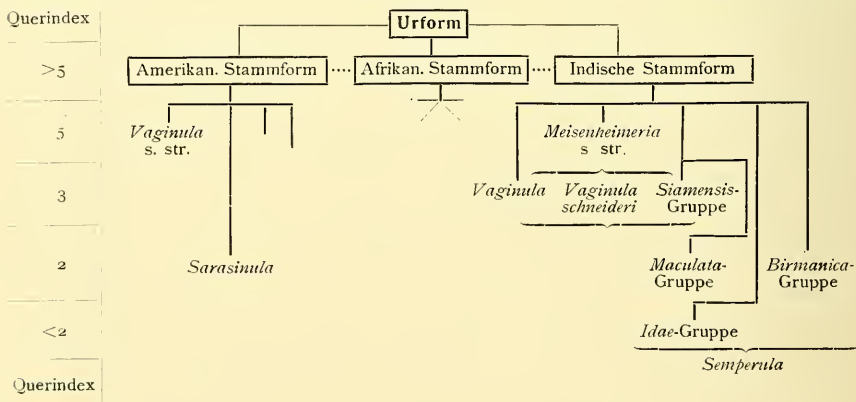 Querindex
Urform
>5
Amerikan. Stammform ···· Afrikan. Stammform ···· Indische Stammform
5
Vaginula
s. str.
Meisenheimeria
s str.
3
Vaginula
Vaginula
schneideri
Siamensis-
Gruppe
2
Sarasinula
Maculata-
Gruppe
Birmanica-
Gruppe
<2
Idae-Gruppe
Semperula
Querindex